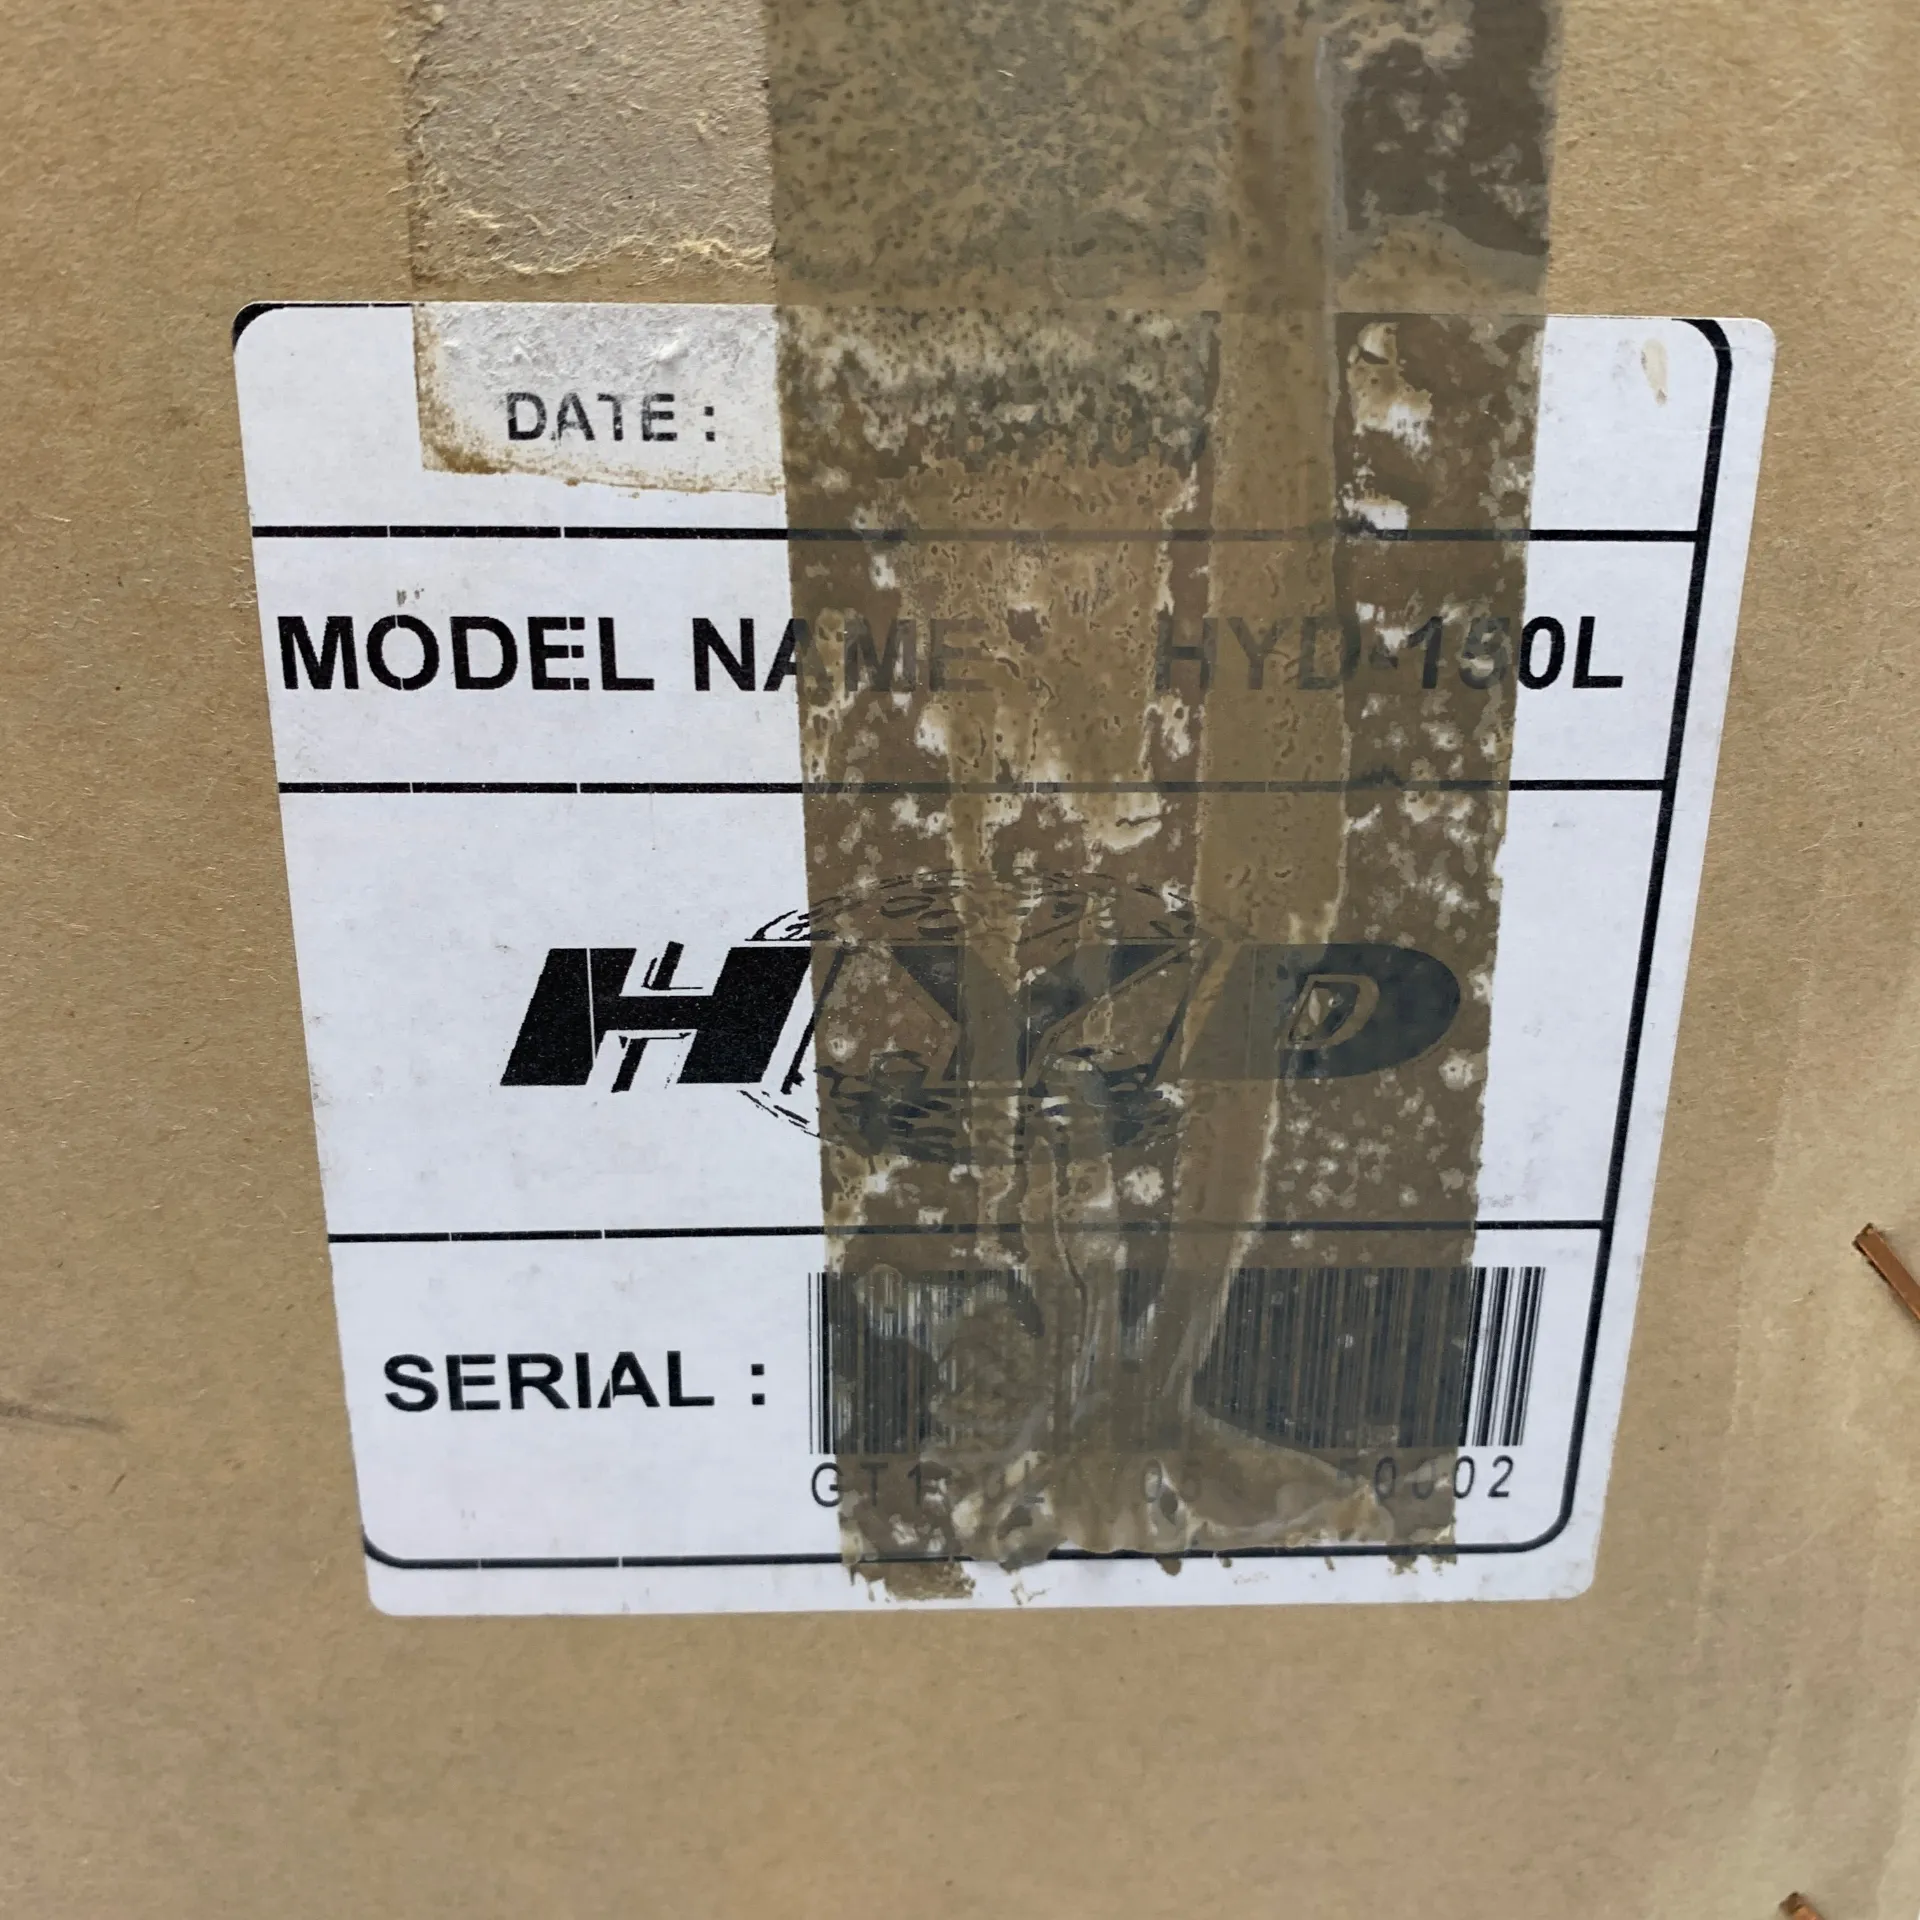 DATE :
MODEL NAME : HYD-150L
HYD
SERIAL :